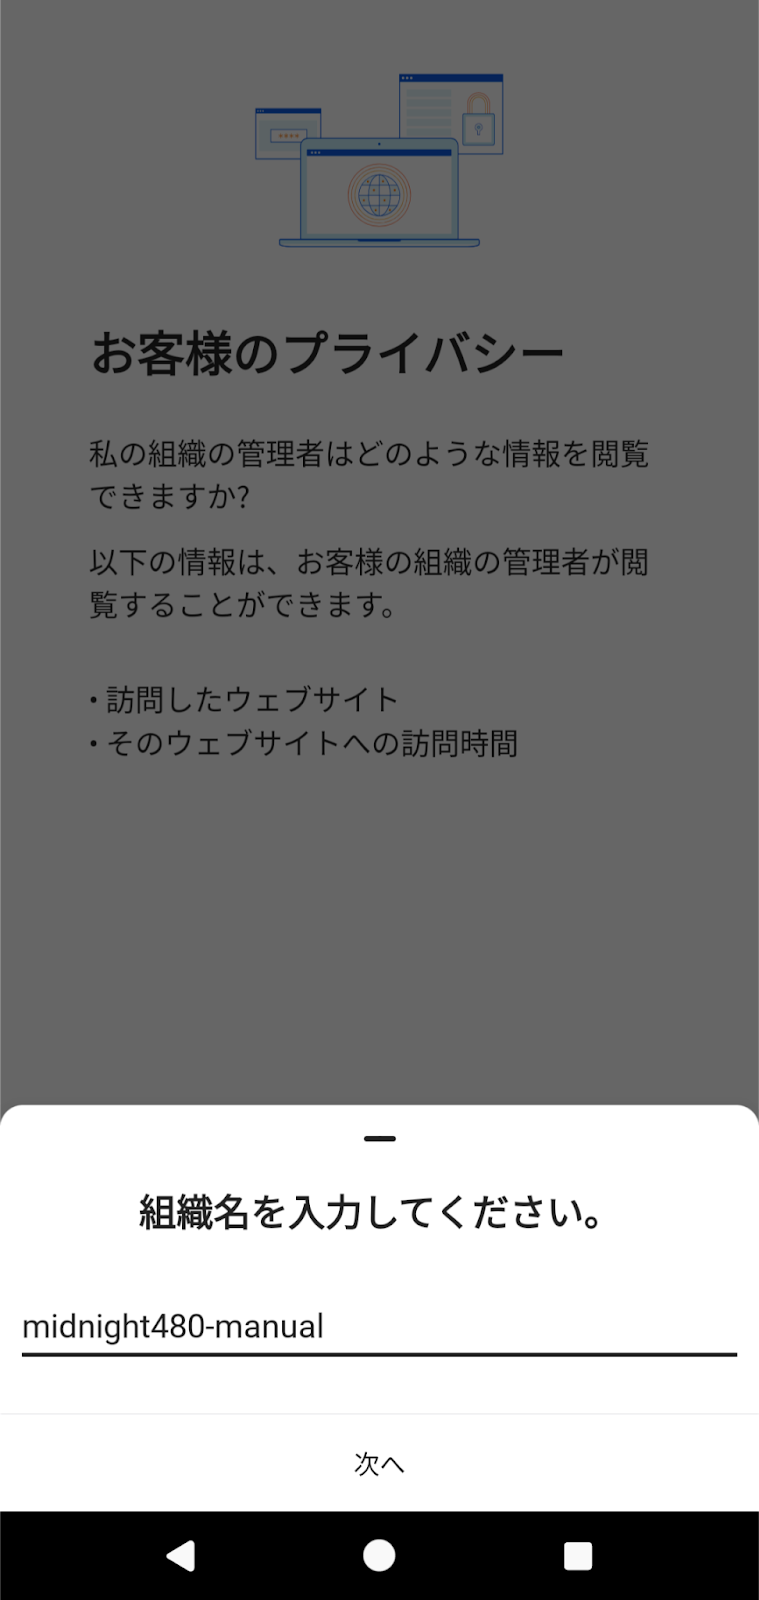 お客様のプライバシー
私の組織の管理者はどのような情報を閲覧
できますか?
以下の情報は、お客様の組織の管理者が閲
覧することができます。
• 訪問したウェブサイト
• そのウェブサイトへの訪問時間
組織名を入力してください。
midnight480-manual
次へ